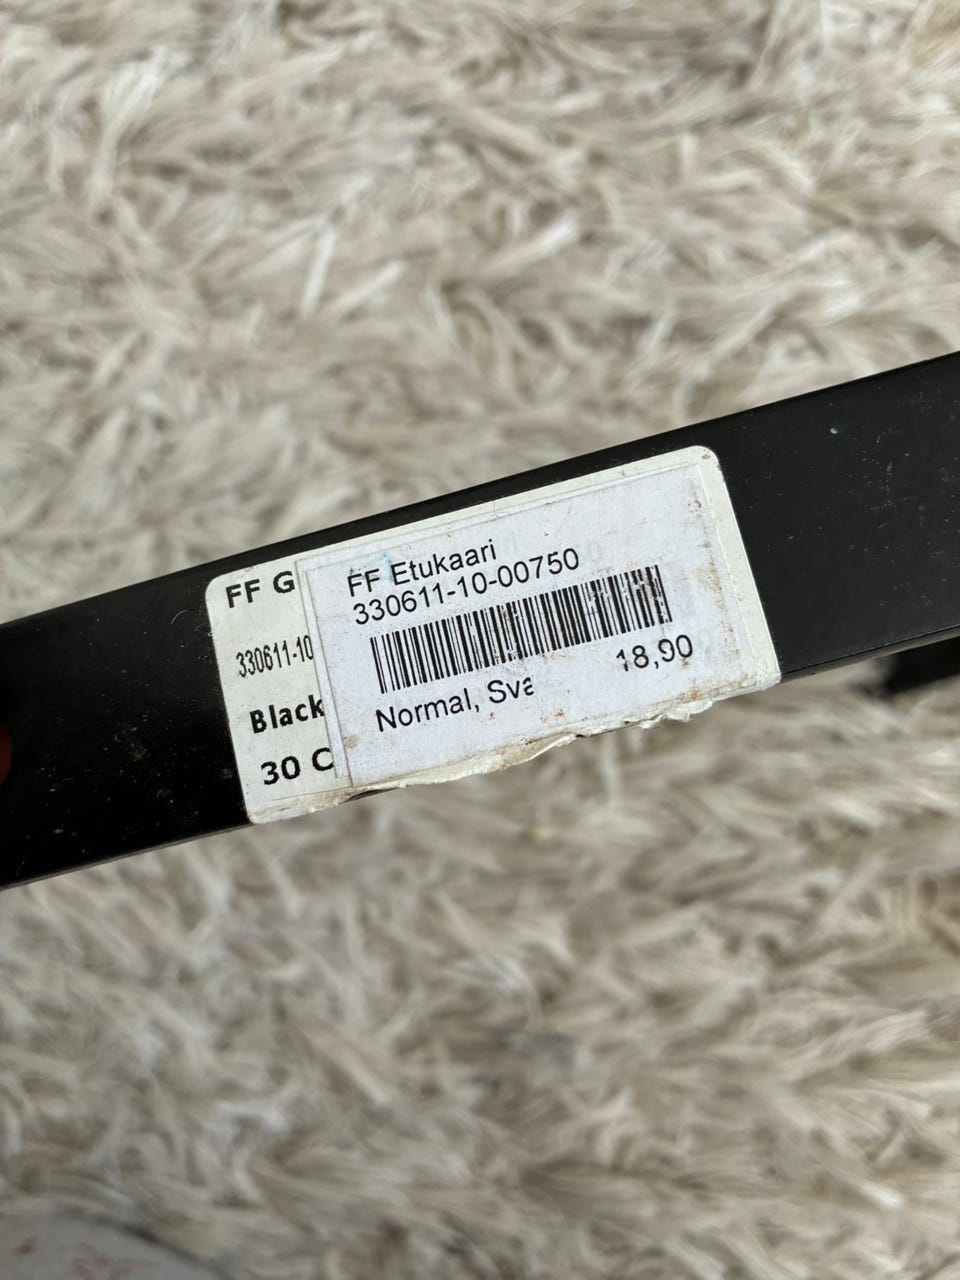 FF G
330611-10
Black
30 C
FF Etukaari
330611-10-00750
18,90
Normal, Sva